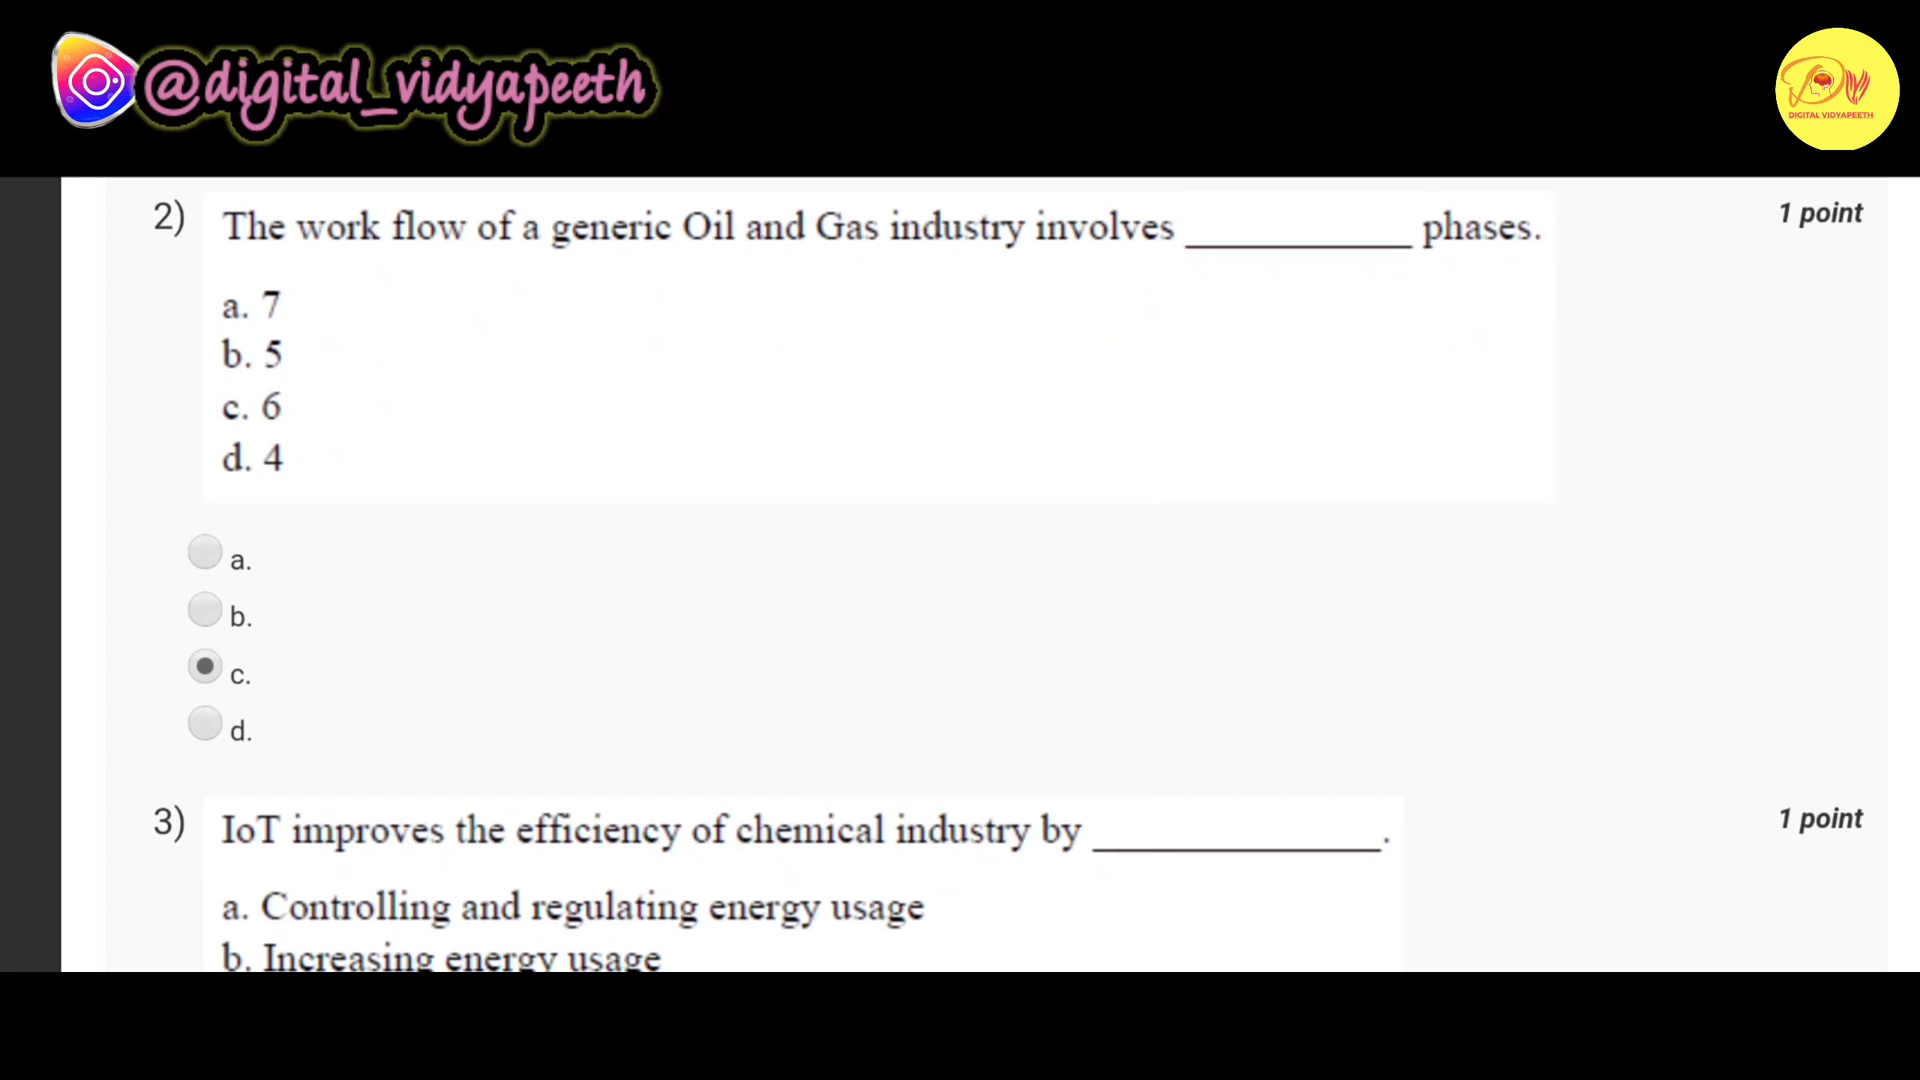 @digital_vidyapeeth
DIGITAL VIDYAPEETH
2) The work flow of a generic Oil and Gas industry involves ____________ phases. 1 point
a. 7
b. 5
c. 6
d. 4
a.
b.
c.
d.
3) IoT improves the efficiency of chemical industry by _______________. 1 point
a. Controlling and regulating energy usage
b. Increasing energy usage